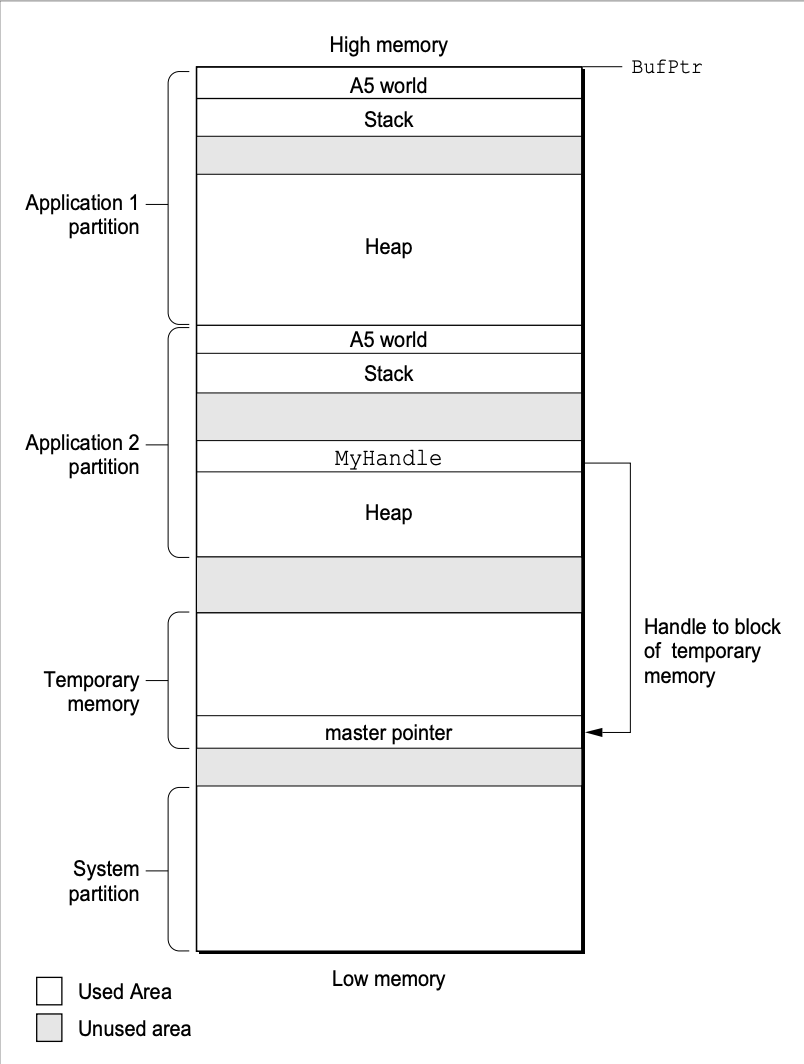 High memory
BufPtr
A5 world
Stack
Application 1
partition
Heap
A5 world
Stack
Application 2
partition
MyHandle
Heap
Handle to block
of temporary
memory
Temporary
memory
master pointer
System
partition
Low memory
Used Area
Unused area